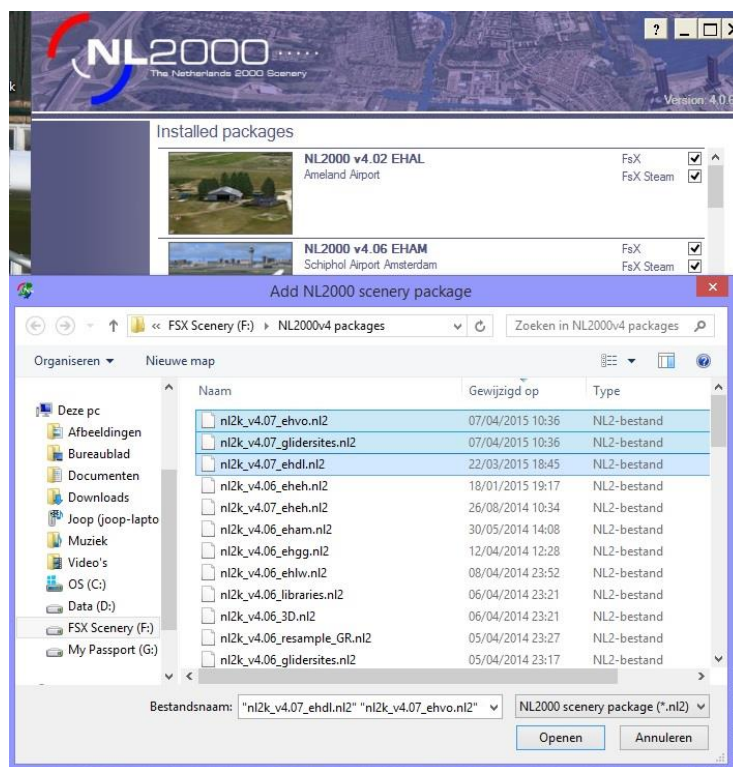 NL2000
The Netherlands 2000 Scenery
?
Installed packages
NL2000 v4.02 EHAL
Ameland Airport
FsX
FsX Steam
NL2000 v4.06 EHAM
Schiphol Airport Amsterdam
FsX
FsX Steam
Add NL2000 scenery package
« FSX Scenery (F:) NL2000v4 packages
Zoeken in NL2000v4 packages
Organiseren Nieuwe map
Naam Gewijzigd op Type
Deze pc
Afbeeldingen
Bureaublad
Documenten
Downloads
Joop (joop-lapto
Muziek
Video's
OS (C:)
Data (D:)
FSX Scenery (F:)
My Passport (G:)
nl2k_v4.07_ehvo.nl2 07/04/2015 10:36 NL2-bestand
nl2k_v4.07_glidersites.nl2 07/04/2015 10:36 NL2-bestand
nl2k_v4.07_ehdl.nl2 22/03/2015 18:45 NL2-bestand
nl2k_v4.06_eheh.nl2 18/01/2015 19:17 NL2-bestand
nl2k_v4.07_eheh.nl2 26/08/2014 10:34 NL2-bestand
nl2k_v4.06_eham.nl2 30/05/2014 14:08 NL2-bestand
nl2k_v4.06_ehgg.nl2 12/04/2014 12:28 NL2-bestand
nl2k_v4.06_ehlw.nl2 08/04/2014 23:52 NL2-bestand
nl2k_v4.06_libraries.nl2 06/04/2014 23:21 NL2-bestand
nl2k_v4.06_3D.nl2 06/04/2014 23:21 NL2-bestand
nl2k_v4.06_resample_GR.nl2 05/04/2014 23:27 NL2-bestand
nl2k_v4.06_glidersites.nl2 05/04/2014 23:17 NL2-bestand
Bestandsnaam: "nl2k_v4.07_ehdl.nl2" "nl2k_v4.07_ehvo.nl2"
NL2000 scenery package (*.nl2)
Openen Annuleren